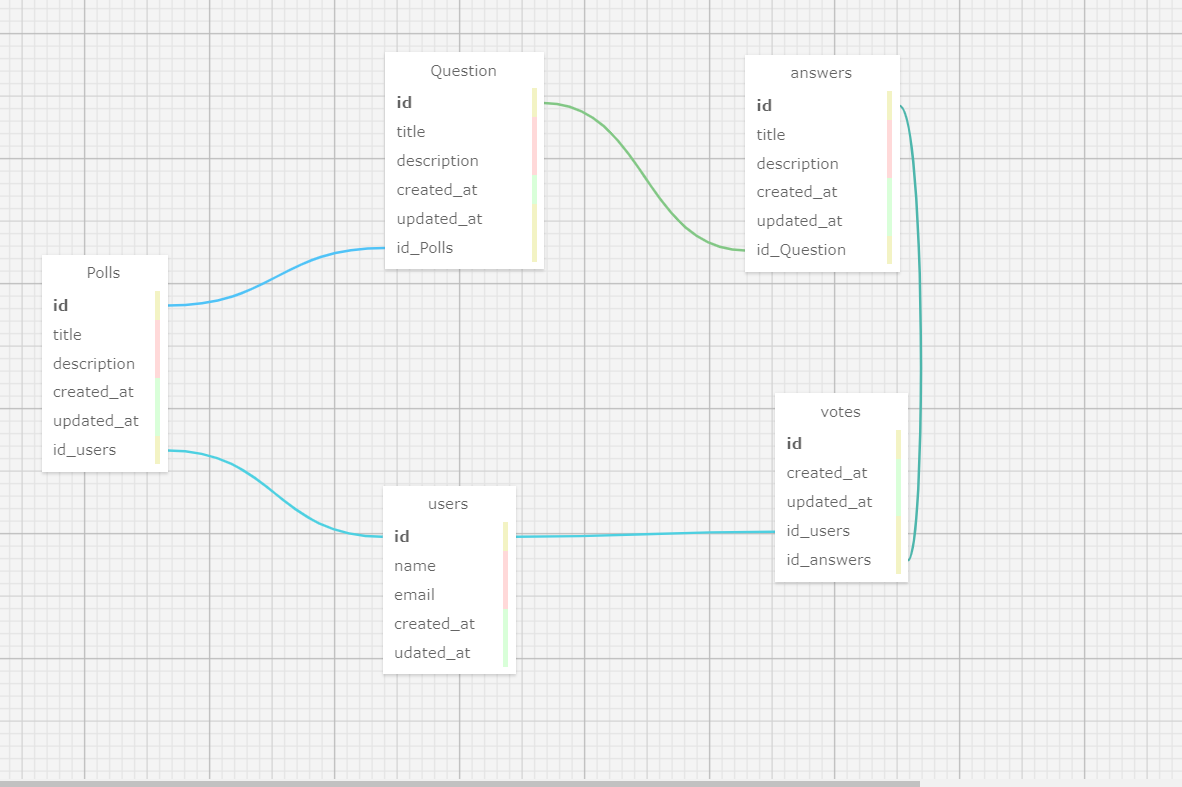 Question
id
title
description
created_at
updated_at
id_Polls
answers
id
title
description
created_at
updated_at
id_Question
Polls
id
title
description
created_at
updated_at
id_users
votes
id
created_at
updated_at
id_users
id_answers
users
id
name
email
created_at
udated_at